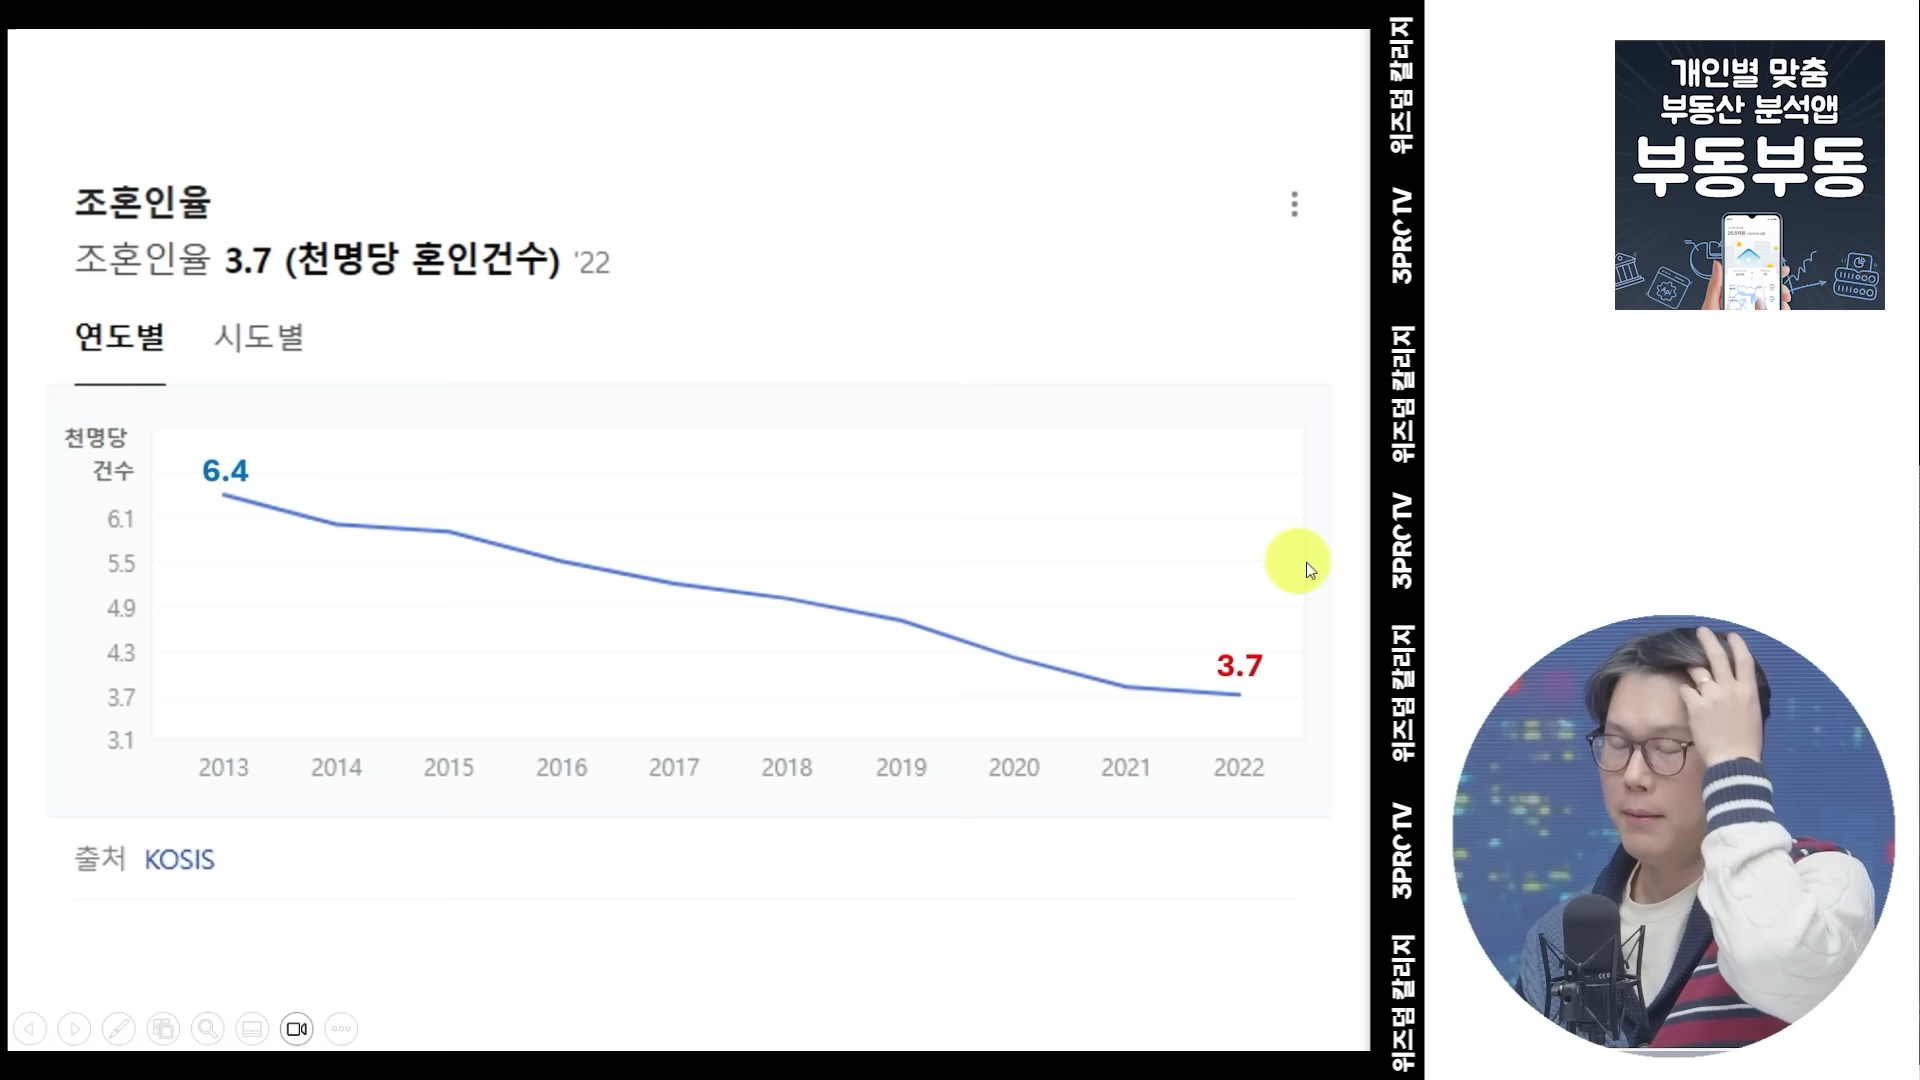 조혼인율
조혼인율 3.7 (천명당 혼인건수) '22
연도별 시도별
천명당
건수
6.4
6.1
5.5
4.9
4.3
3.7
3.7
3.1
2013 2014 2015 2016 2017 2018 2019 2020 2021 2022
출처 KOSIS
위즈덤 칼리지
3PROTV
위즈덤 칼리지
3PROTV
위즈덤 칼리지
3PROTV
위즈덤 칼리지
개인별 맞춤
부동산 분석앱
부동부동